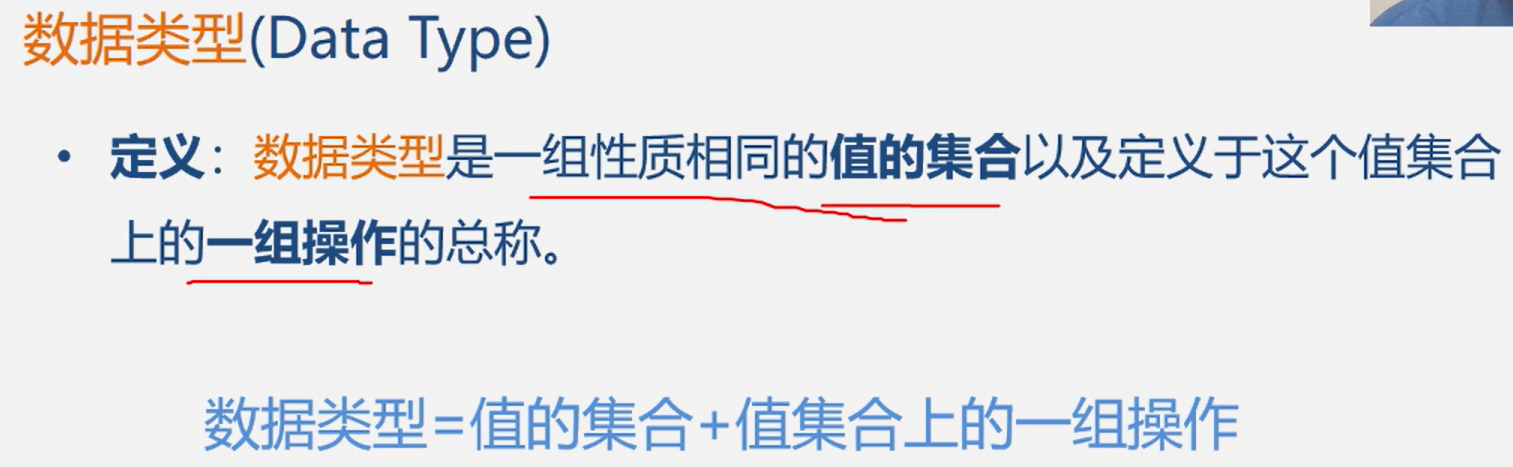 数据类型(Data Type)
• 定义：数据类型是一组性质相同的值的集合以及定义于这个值集合
上的一组操作的总称。
数据类型=值的集合+值集合上的一组操作